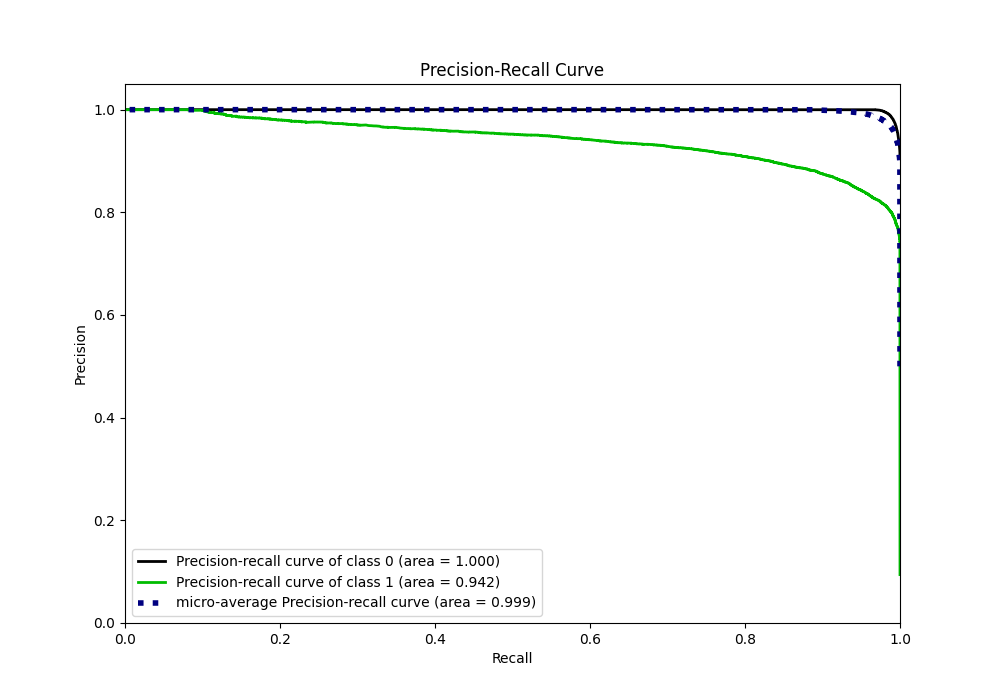 Precision-Recall Curve
1.0
0.8
0.6
0.4
0.2
0.0
Precision
Precision-recall curve of class 0 (area = 1.000)
Precision-recall curve of class 1 (area = 0.942)
micro-average Precision-recall curve (area = 0.999)
0.0 0.2 0.4 0.6 0.8 1.0
Recall